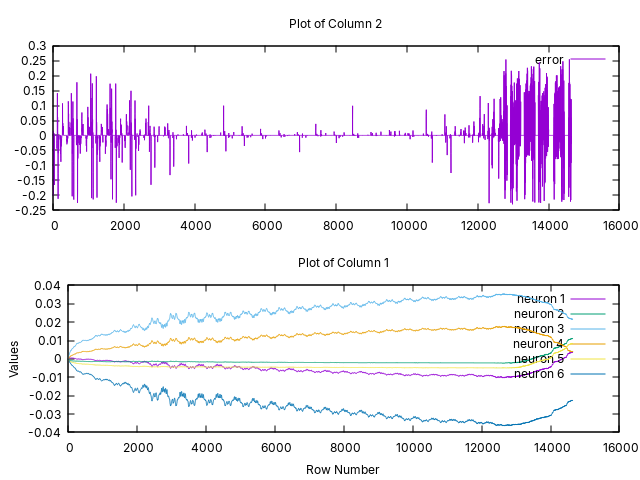 Plot of Column 2
0.3
0.25
0.2
0.15
0.1
0.05
0
-0.05
-0.1
-0.15
-0.2
-0.25
error
0 2000 4000 6000 8000 10000 12000 14000 16000
Plot of Column 1
0.04
0.03
0.02
0.01
0
-0.01
-0.02
-0.03
-0.04
Values
neuron 1
neuron 2
neuron 3
neuron 4
neuron 5
neuron 6
0 2000 4000 6000 8000 10000 12000 14000 16000
Row Number